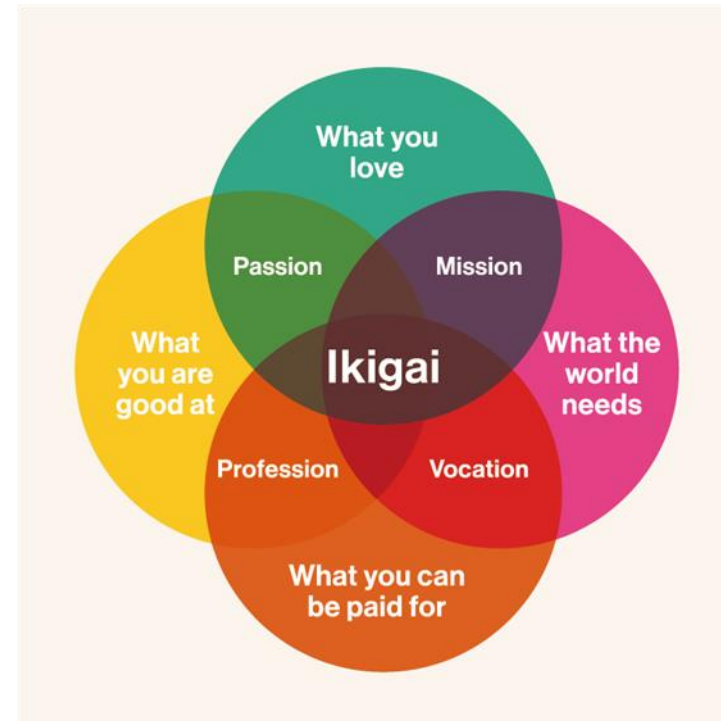 What you
love
Passion
Mission
What
you are
good at
Ikigai
What the
world
needs
Profession
Vocation
What you can
be paid for